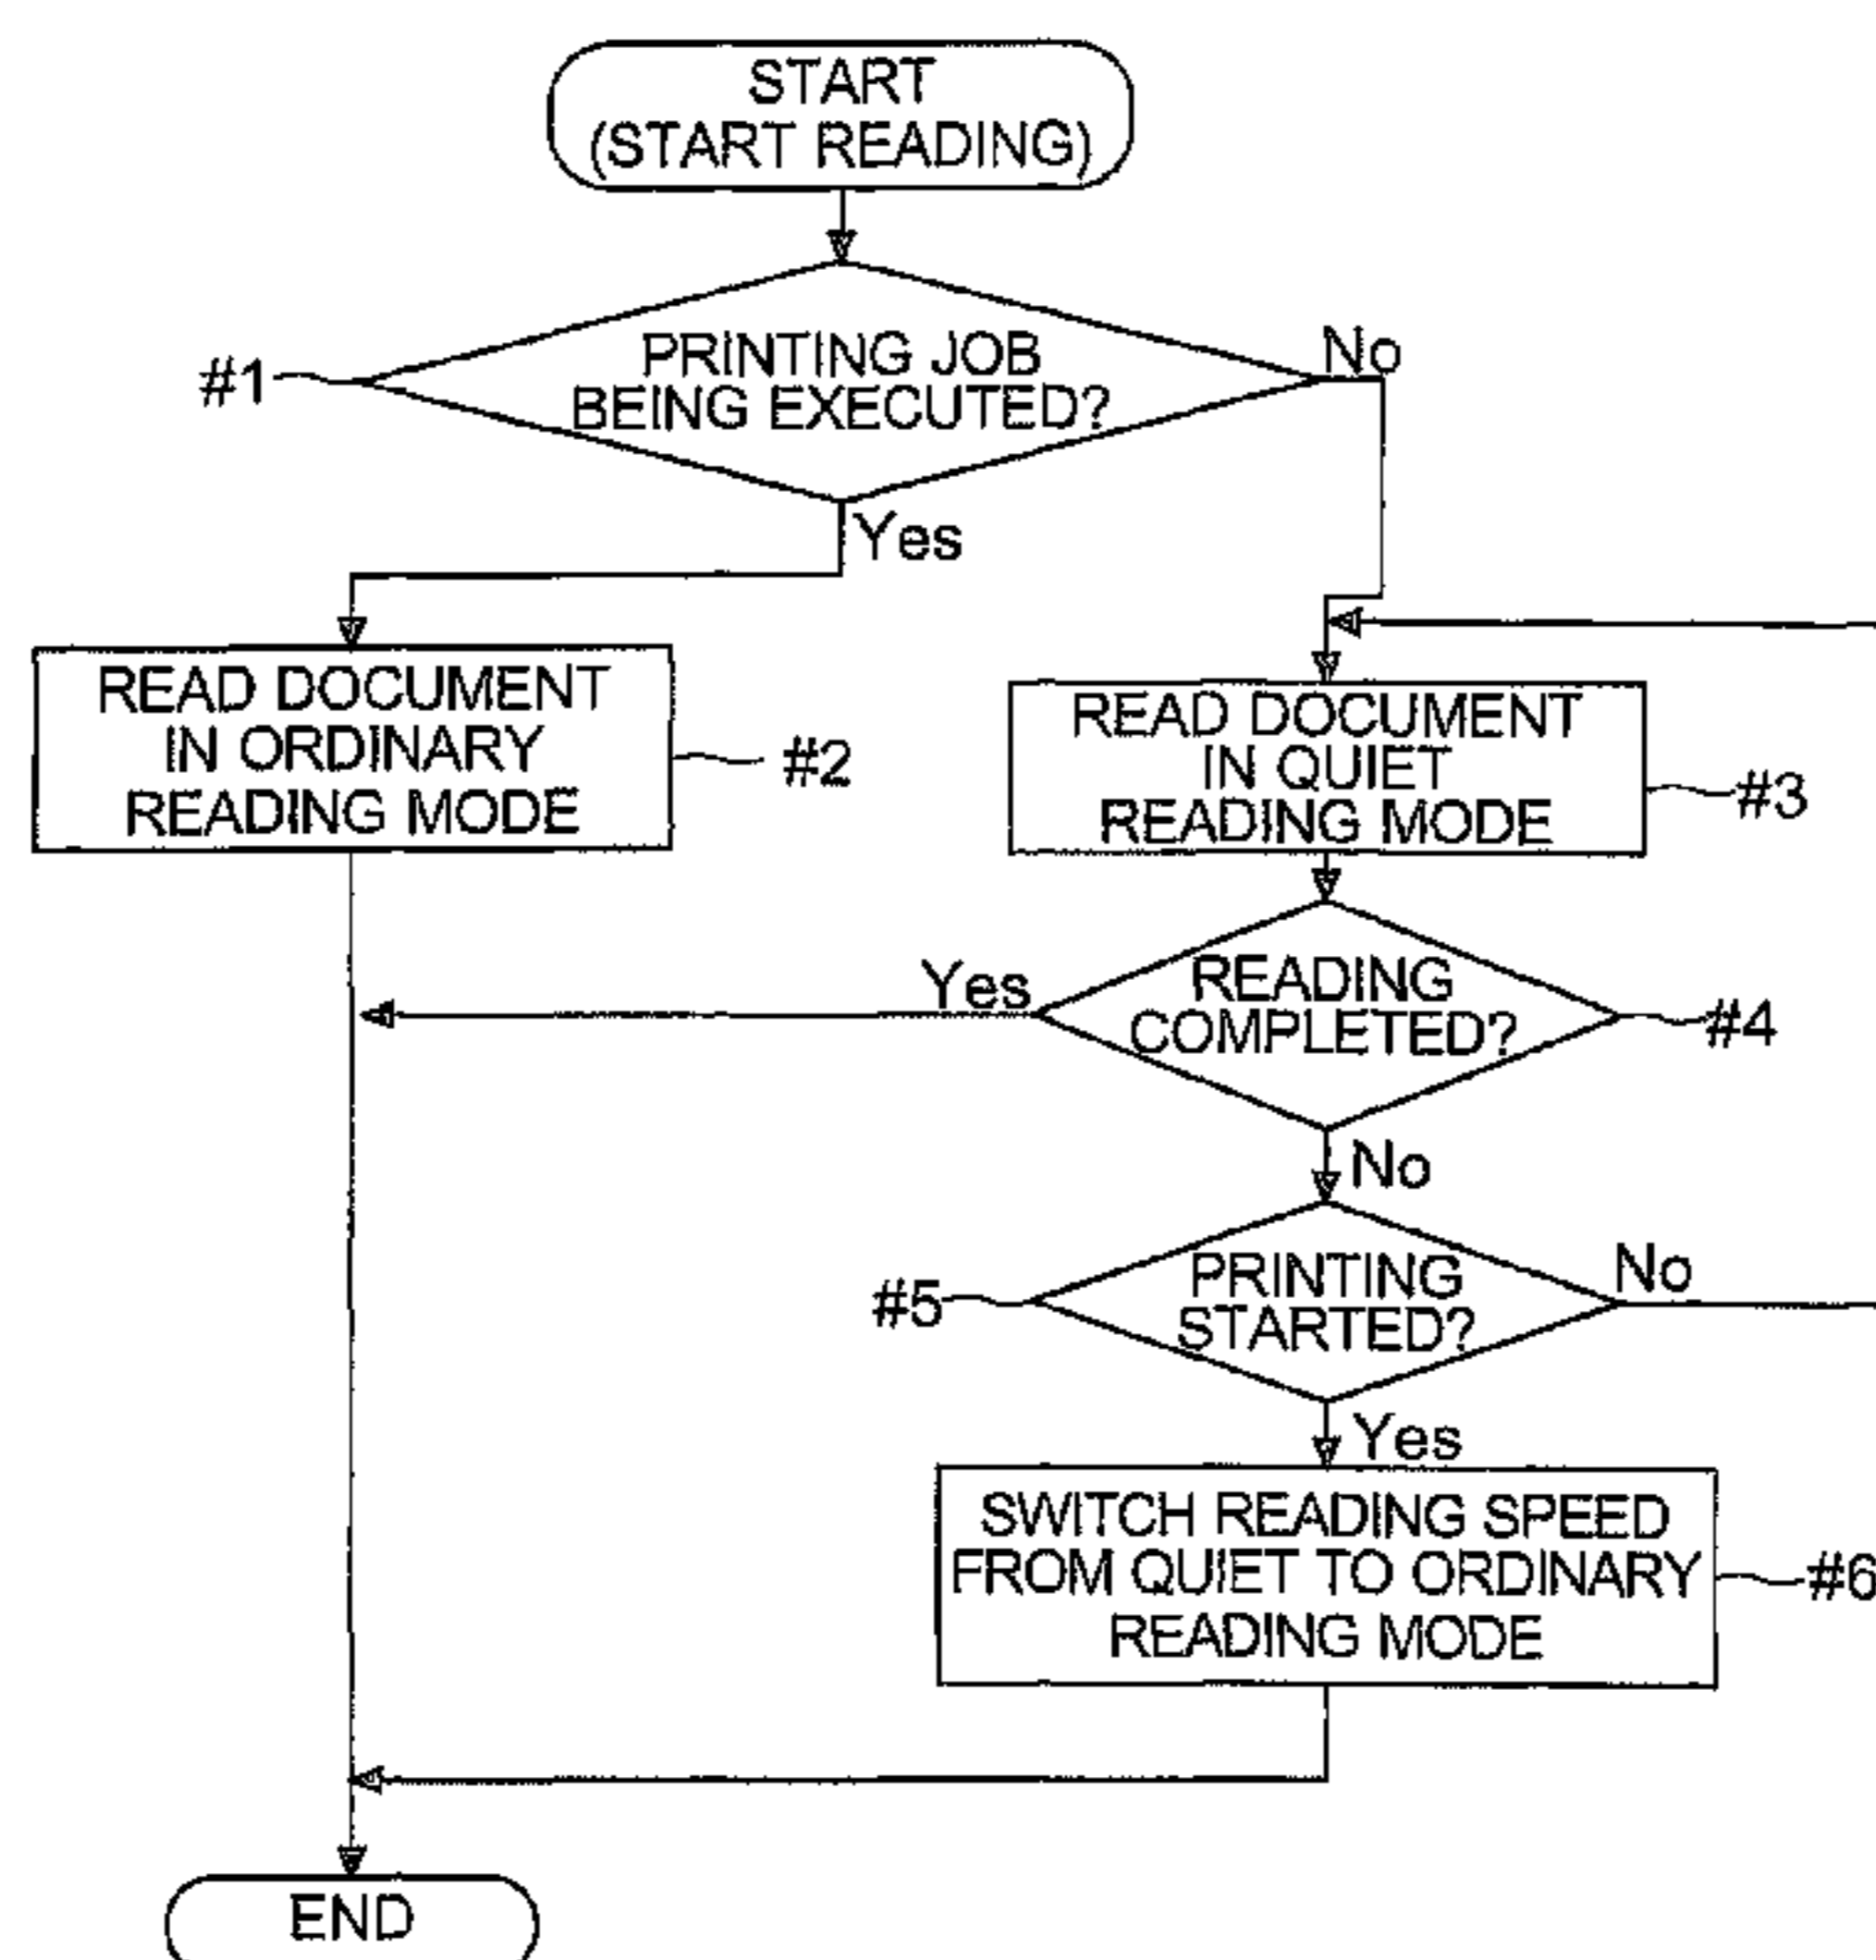 START
(START READING)
#1
PRINTING JOB
BEING EXECUTED?
No
Yes
READ DOCUMENT
IN ORDINARY
READING MODE
#2
READ DOCUMENT
IN QUIET
READING MODE
#3
Yes
READING
COMPLETED?
#4
No
#5
PRINTING
STARTED?
No
Yes
SWITCH READING SPEED
FROM QUIET TO ORDINARY
READING MODE
#6
END